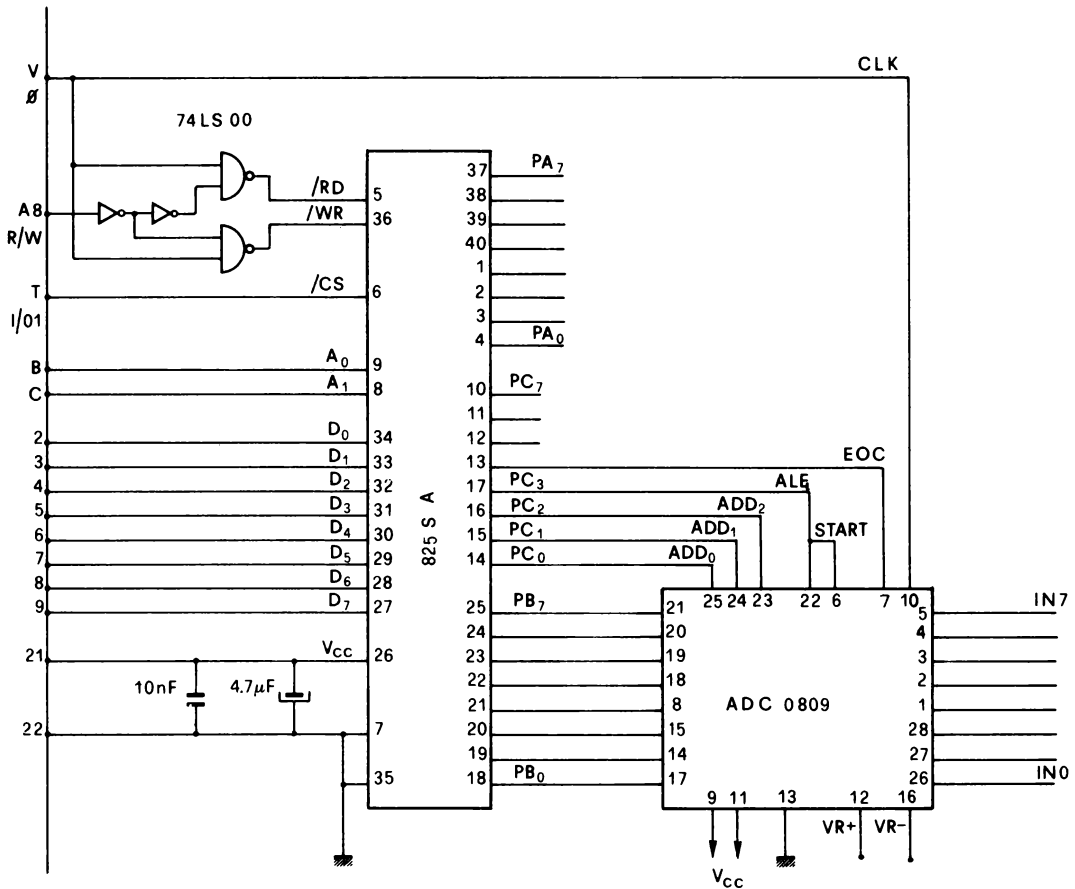 V
Ø
CLK
74LS00
A8
R/W
/RD
5
/WR
36
T
I/01
/CS
6
B
A0
9
C
A1
8
2
D0
34
3
D1
33
4
D2
32
5
D3
31
6
D4
30
7
D5
29
8
D6
28
9
D7
27
21
VCC
26
10nF
4.7µF
22
7
35
825 S A
37
PA7
38
39
40
1
2
3
4
PA0
10
PC7
11
12
13
EOC
17
PC3
ALE
16
PC2
ADD2
15
PC1
ADD1
START
14
PC0
ADD0
25
PB7
24
23
22
21
20
19
18
PB0
25
24
23
22
6
7
10
21
20
19
18
8
15
14
17
ADC 0809
5
IN7
4
3
2
1
28
27
26
IN0
9
11
13
12
16
VR+
VR-
VCC